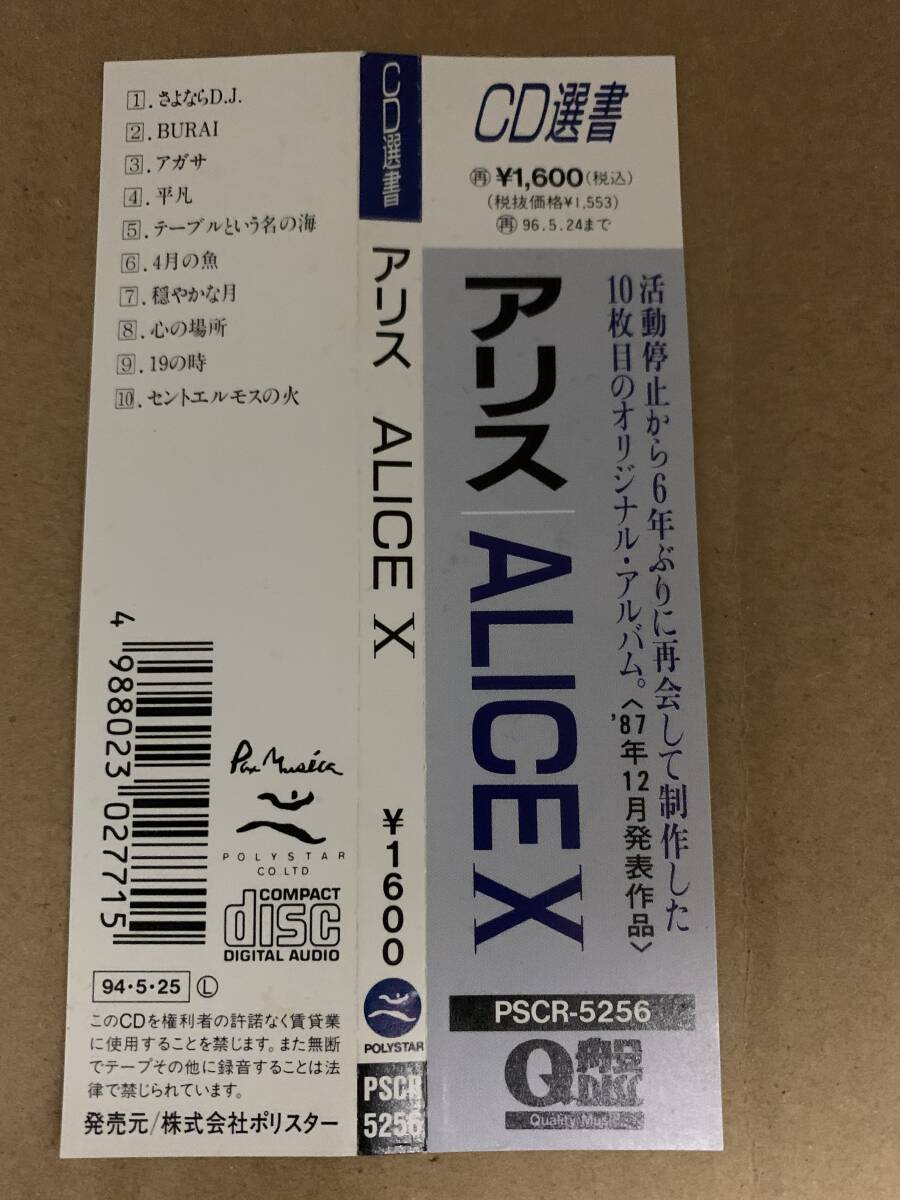 1. さよならD.J.
2. BURAI
3. アガサ
4. 平凡
5. テーブルという名の海
6. 4月の魚
7. 穏やかな月
8. 心の場所
9. 19の時
10. セントエルモスの火
4 988023 027715
Pax Musica
POLYSTAR
CO.LTD
COMPACT
disc
DIGITAL AUDIO
94・5・25 L
このCDを権利者の許諾なく賃貸業
に使用することを禁じます。また無断
でテープその他に録音することは法
律で禁じられています。
発売元/株式会社ポリスター
CD選書
アリス ALICE X
¥1600
POLYSTAR
PSCR
5256
CD選書
再 ¥1,600(税込)
(税抜価格¥1,553)
再 96.5.24まで
活動停止から6年ぶりに再会して制作した
10枚目のオリジナル・アルバム。〈'87年12月発表作品〉
アリス ALICE X
PSCR-5256
Q盤
Quality Music